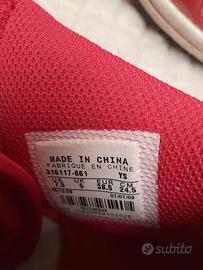 MADE IN CHINA
FABRIQUE EN CHINE
316117-661 YS
US UK EUR CM
7.5 5 38.5 24.5
07/07/09
subito